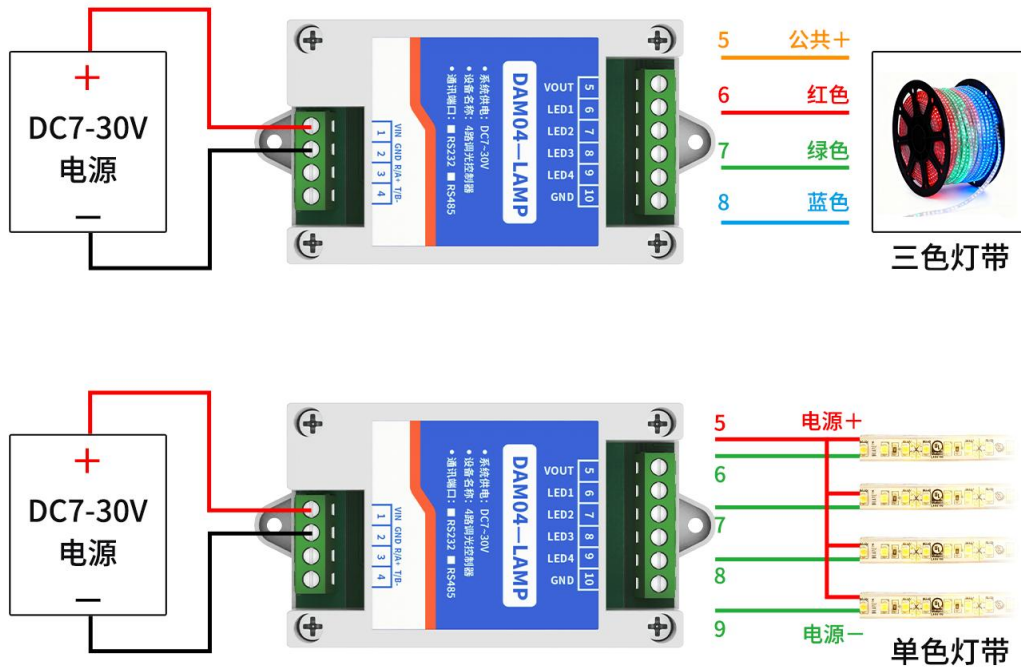 +
DC7-30V
电源
—
1 VIN
2 GND
3 R/A+
4 T/B-
DAM04—LAMP
• 系统供电：DC7~30V
• 设备名称：4路调光控制器
• 通讯端口：■ RS232 ■ RS485
VOUT 5
LED1 6
LED2 7
LED3 8
LED4 9
GND 10
5 公共+
6 红色
7 绿色
8 蓝色
三色灯带
+
DC7-30V
电源
—
1 VIN
2 GND
3 R/A+
4 T/B-
DAM04—LAMP
• 系统供电：DC7~30V
• 设备名称：4路调光控制器
• 通讯端口：■ RS232 ■ RS485
VOUT 5
LED1 6
LED2 7
LED3 8
LED4 9
GND 10
5 电源+
6
7
8
9 电源－
单色灯带